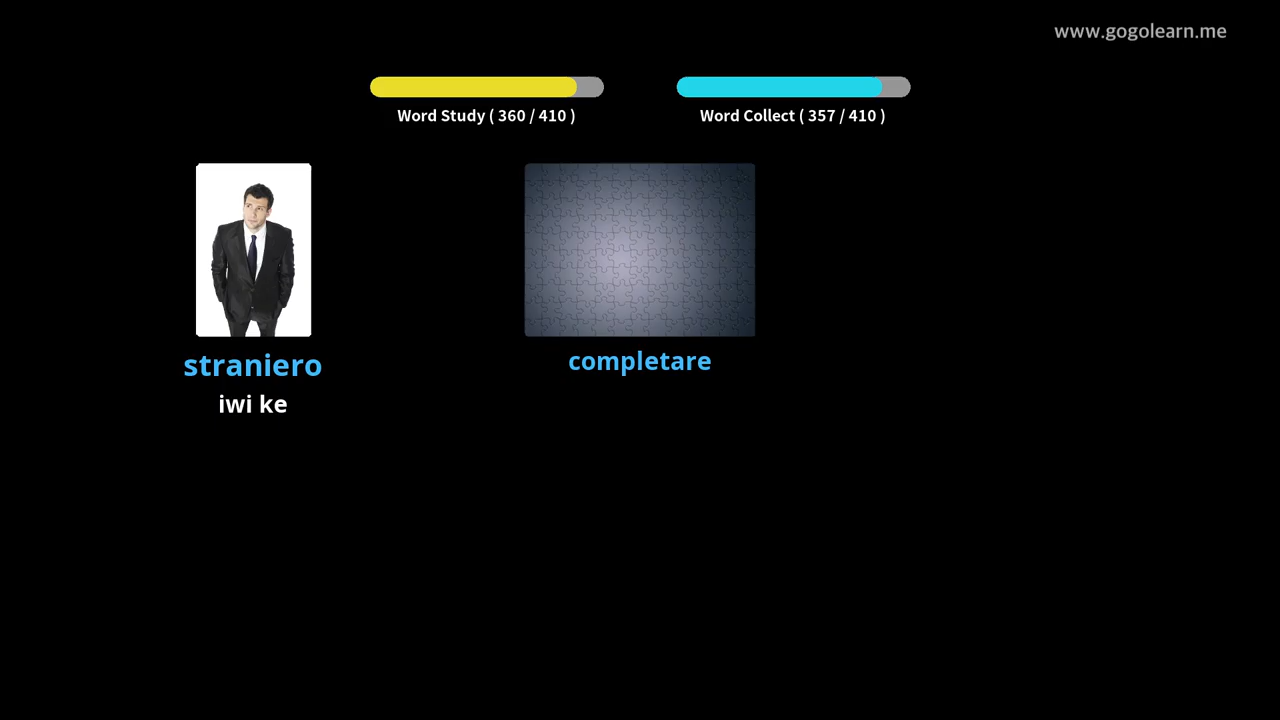 www.gogolearn.me
Word Study ( 360 / 410 )
Word Collect ( 357 / 410 )
straniero
iwi ke
completare